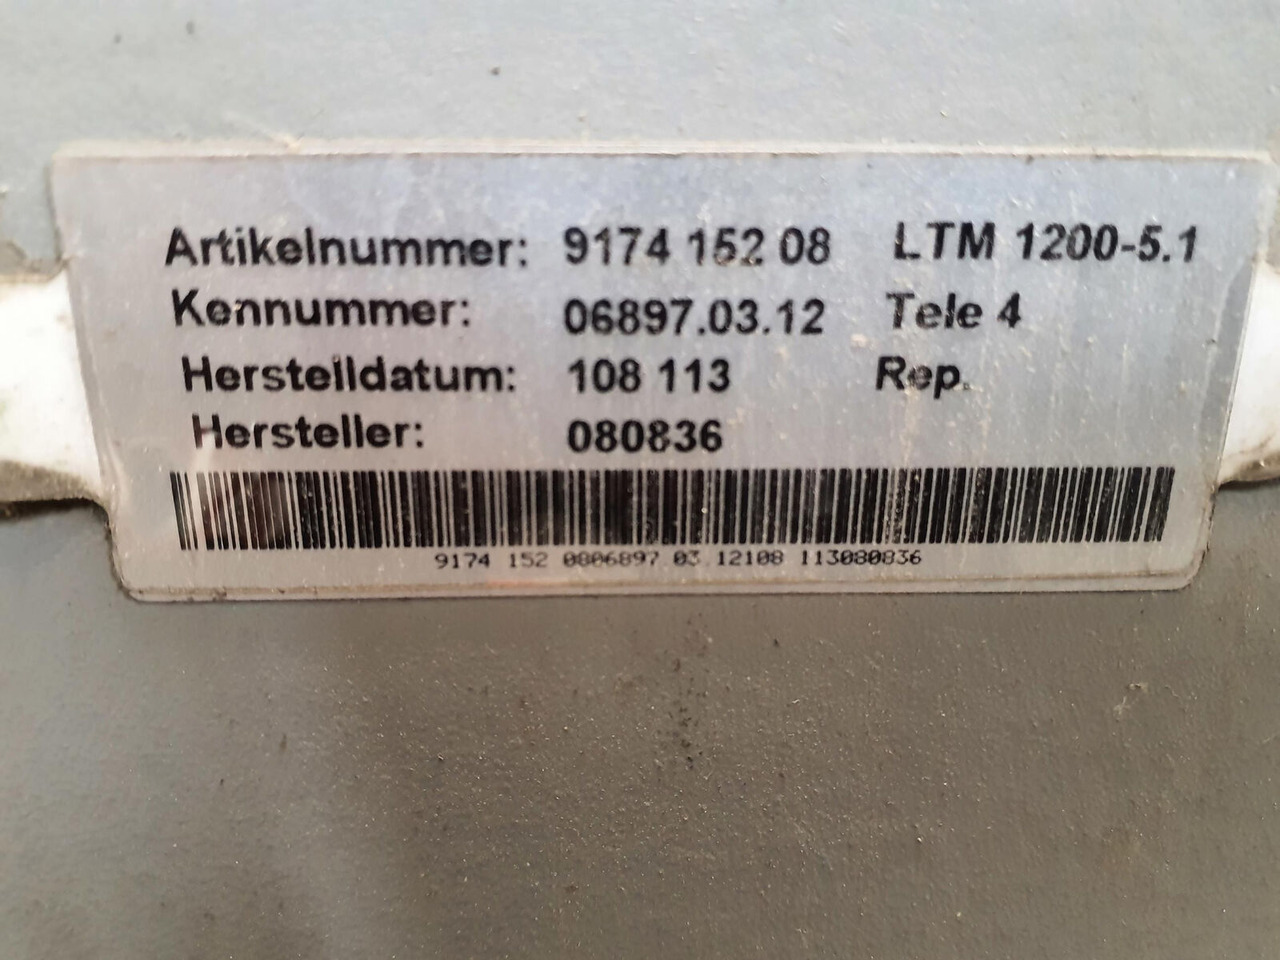 Artikelnummer: 9174 152 08 LTM 1200-5.1
Kennummer: 06897.03.12 Tele 4
Herstelldatum: 108 113 Rep.
Hersteller: 080836
9174 152 0806897 03 12108 113080836